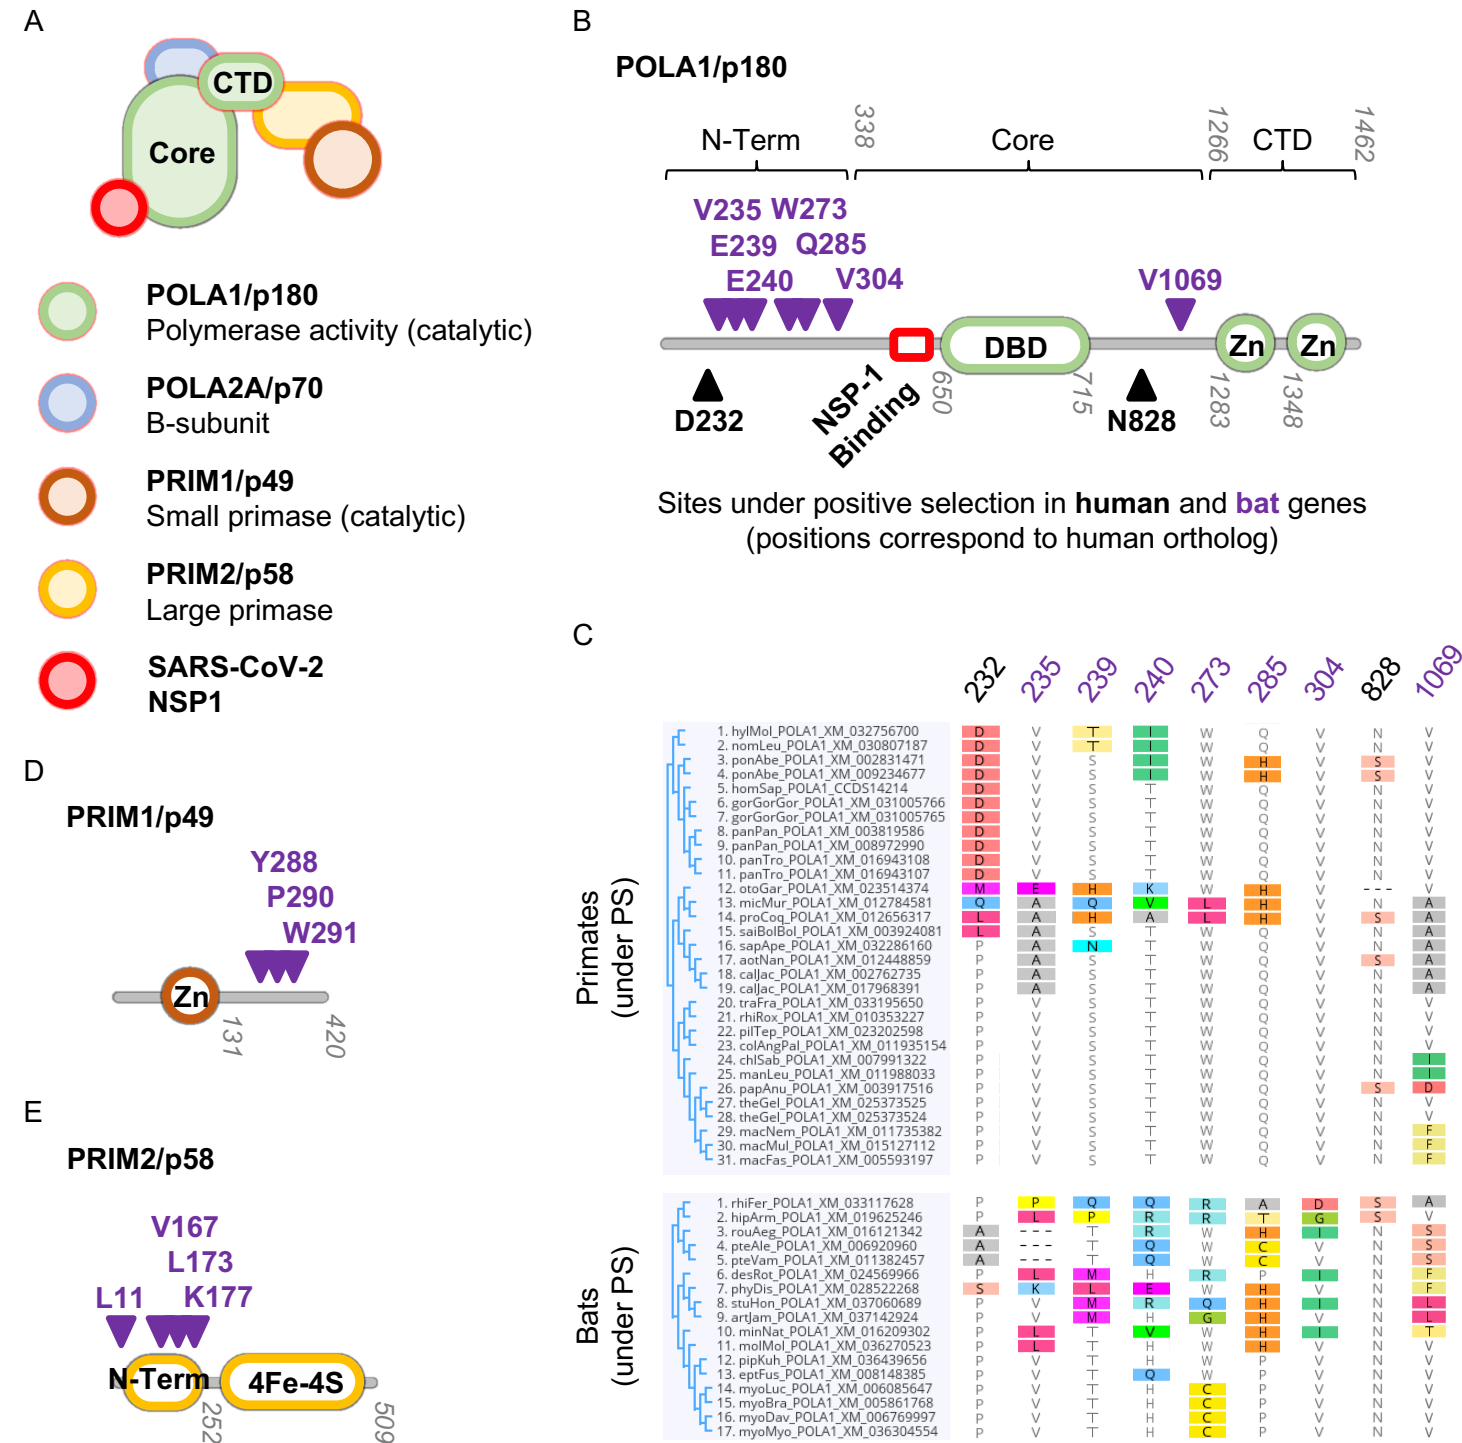 A
CTD
Core
POLA1/p180
Polymerase activity (catalytic)
POLA2A/p70
B-subunit
PRIM1/p49
Small primase (catalytic)
PRIM2/p58
Large primase
SARS-CoV-2
NSP1
B
POLA1/p180
N-Term
338
Core
1266
CTD
1462
V235 W273
E239 Q285
E240 V304
V1069
DBD
Zn
Zn
D232
NSP-1
Binding
650
715
N828
1283
1348
Sites under positive selection in human and bat genes
(positions correspond to human ortholog)
C
232 235 239 240 273 285 304 828 1069
Primates
(under PS)
1. hylMol_POLA1_XM_032756700 D V T I W Q V N V
2. nomLeu_POLA1_XM_030807187 D V T I W Q V N V
3. ponAbe_POLA1_XM_002831471 D V S I W H V S V
4. ponAbe_POLA1_XM_009234677 D V S I W H V S V
5. homSap_POLA1_CCDS14214 D V S T W Q V N V
6. gorGorGor_POLA1_XM_031005766 D V S T W Q V N V
7. gorGorGor_POLA1_XM_031005765 D V S T W Q V N V
8. panPan_POLA1_XM_003819586 D V S T W Q V N V
9. panPan_POLA1_XM_008972990 D V S T W Q V N V
10. panTro_POLA1_XM_016943108 D V S T W Q V N V
11. panTro_POLA1_XM_016943107 D V S T W Q V N V
12. otoGar_POLA1_XM_023514374 M E H K W H V --- V
13. micMur_POLA1_XM_012784581 Q A Q V L H V N A
14. proCoq_POLA1_XM_012656317 L A H A L H V S A
15. saiBolBol_POLA1_XM_003924081 L A S T W Q V N A
16. sapApe_POLA1_XM_032286160 P A N T W Q V N A
17. aotNan_POLA1_XM_012448859 P A S T W Q V S A
18. calJac_POLA1_XM_002762735 P A S T W Q V N A
19. calJac_POLA1_XM_017968391 P A S T W Q V N A
20. traFra_POLA1_XM_033195650 P V S T W Q V N V
21. rhiRox_POLA1_XM_010353227 P V S T W Q V N V
22. pilTep_POLA1_XM_023202598 P V S T W Q V N V
23. colAngPal_POLA1_XM_011935154 P V S T W Q V N V
24. chlSab_POLA1_XM_007991322 P V S T W Q V N I
25. manLeu_POLA1_XM_011988033 P V S T W Q V N I
26. papAnu_POLA1_XM_003917516 P V S T W Q V S D
27. theGel_POLA1_XM_025373525 P V S T W Q V N V
28. theGel_POLA1_XM_025373524 P V S T W Q V N V
29. macNem_POLA1_XM_011735382 P V S T W Q V N F
30. macMul_POLA1_XM_015127112 P V S T W Q V N F
31. macFas_POLA1_XM_005593197 P V S T W Q V N F
Bats
(under PS)
1. rhiFer_POLA1_XM_033117628 P P Q Q R A D S A
2. hipArm_POLA1_XM_019625246 P L P R R T G S V
3. rouAeg_POLA1_XM_016121342 A --- T R W H I N S
4. pteAle_POLA1_XM_006920960 A --- T Q W C V N S
5. pteVam_POLA1_XM_011382457 A --- T Q W C V N S
6. desRot_POLA1_XM_024569966 P L M H R P I N F
7. phyDis_POLA1_XM_028522268 S K L E W H V N F
8. stuHon_POLA1_XM_037060689 P V M R Q H I N L
9. artJam_POLA1_XM_037142924 P V M H G H V N L
10. minNat_POLA1_XM_016209302 P L T V W H I N T
11. molMol_POLA1_XM_036270523 P L T H W H V N V
12. pipKuh_POLA1_XM_036439656 P V T H W P V N V
13. eptFus_POLA1_XM_008148385 P V T Q W P V N V
14. myoLuc_POLA1_XM_006085647 P V T H C P V N V
15. myoBra_POLA1_XM_005861768 P V T H C P V N V
16. myoDav_POLA1_XM_006769997 P V T H C P V N V
17. myoMyo_POLA1_XM_036304554 P V T H C P V N V
D
PRIM1/p49
Y288
P290
W291
Zn
131
420
E
PRIM2/p58
V167
L173
L11 K177
N-Term
4Fe-4S
252
509